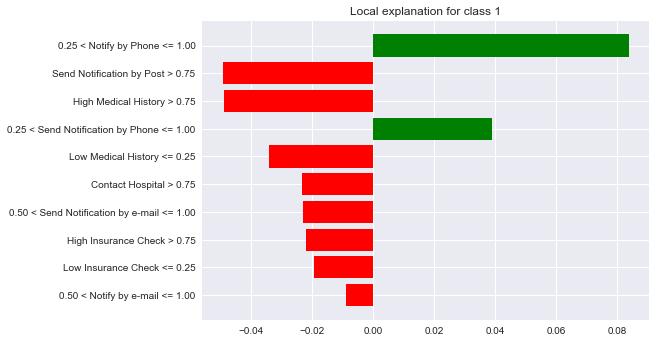 Local explanation for class 1
0.25 < Notify by Phone <= 1.00
Send Notification by Post > 0.75
High Medical History > 0.75
0.25 < Send Notification by Phone <= 1.00
Low Medical History <= 0.25
Contact Hospital > 0.75
0.50 < Send Notification by e-mail <= 1.00
High Insurance Check > 0.75
Low Insurance Check <= 0.25
0.50 < Notify by e-mail <= 1.00
−0.04 −0.02 0.00 0.02 0.04 0.06 0.08